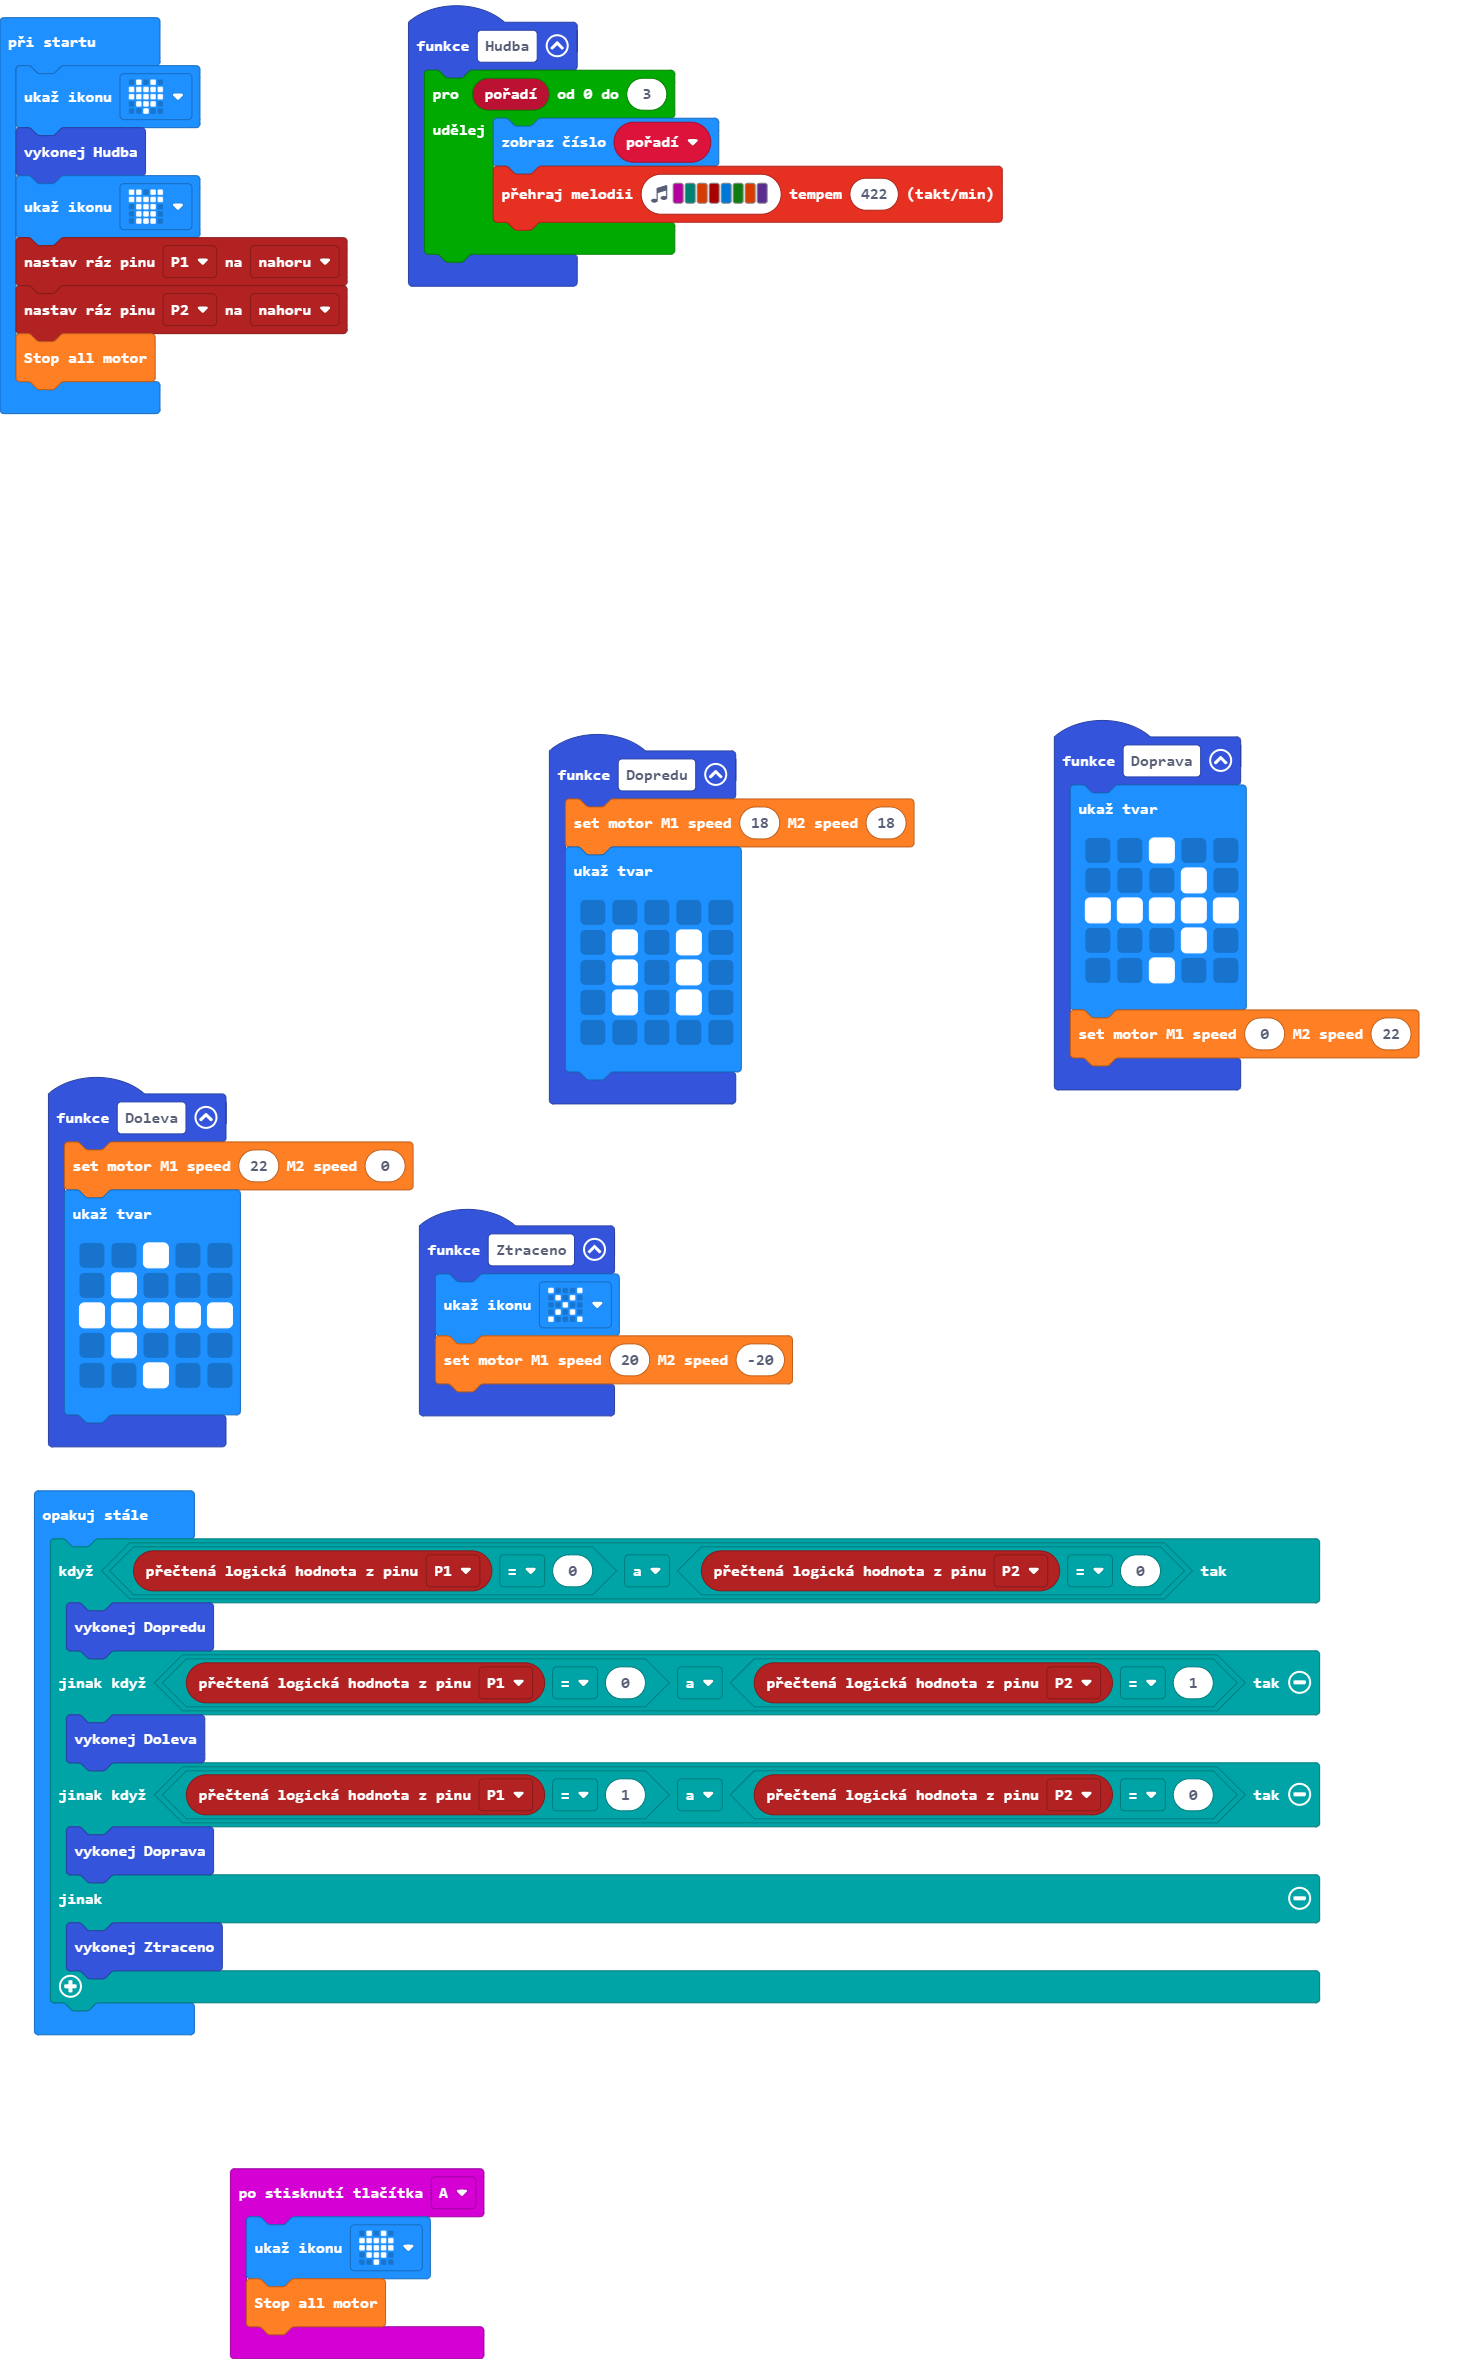 při startu
ukaž ikonu
vykonej Hudba
ukaž ikonu
nastav ráz pinu P1 na nahoru
nastav ráz pinu P2 na nahoru
Stop all motor
funkce Hudba
pro pořadí od 0 do 3
udělej
zobraz číslo pořadí
přehraj melodii tempem 422 (takt/min)
funkce Dopredu
set motor M1 speed 18 M2 speed 18
ukaž tvar
funkce Doprava
ukaž tvar
set motor M1 speed 0 M2 speed 22
funkce Doleva
set motor M1 speed 22 M2 speed 0
ukaž tvar
funkce Ztraceno
ukaž ikonu
set motor M1 speed 20 M2 speed -20
opakuj stále
když přečtená logická hodnota z pinu P1 = 0 a přečtená logická hodnota z pinu P2 = 0 tak
vykonej Dopredu
jinak když přečtená logická hodnota z pinu P1 = 0 a přečtená logická hodnota z pinu P2 = 1 tak
vykonej Doleva
jinak když přečtená logická hodnota z pinu P1 = 1 a přečtená logická hodnota z pinu P2 = 0 tak
vykonej Doprava
jinak
vykonej Ztraceno
po stisknutí tlačítka A
ukaž ikonu
Stop all motor